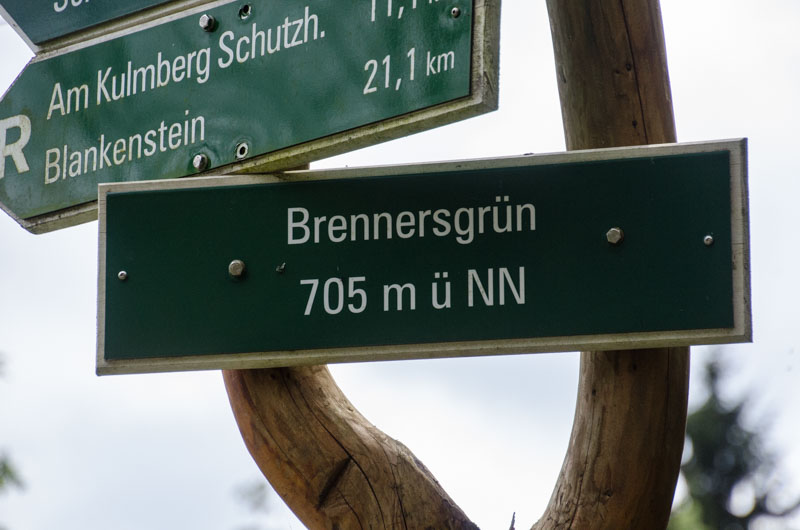 Am Kulmberg Schutzh.
Blankenstein 21,1 km
R
Brennersgrün
705 m ü NN